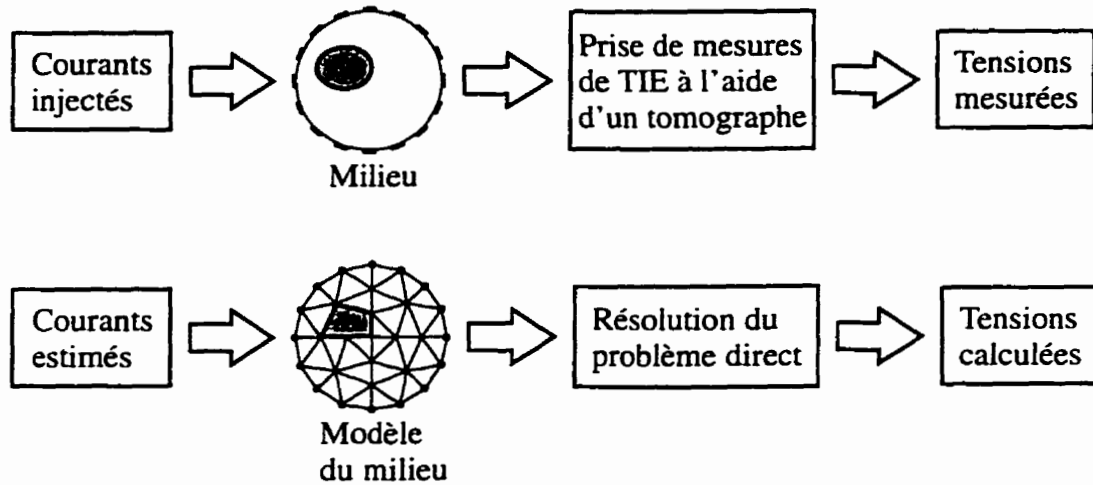 Courants
injectés
Milieu
Prise de mesures
de TIE à l'aide
d'un tomographe
Tensions
mesurées
Courants
estimés
Modèle
du milieu
Résolution du
problème direct
Tensions
calculées